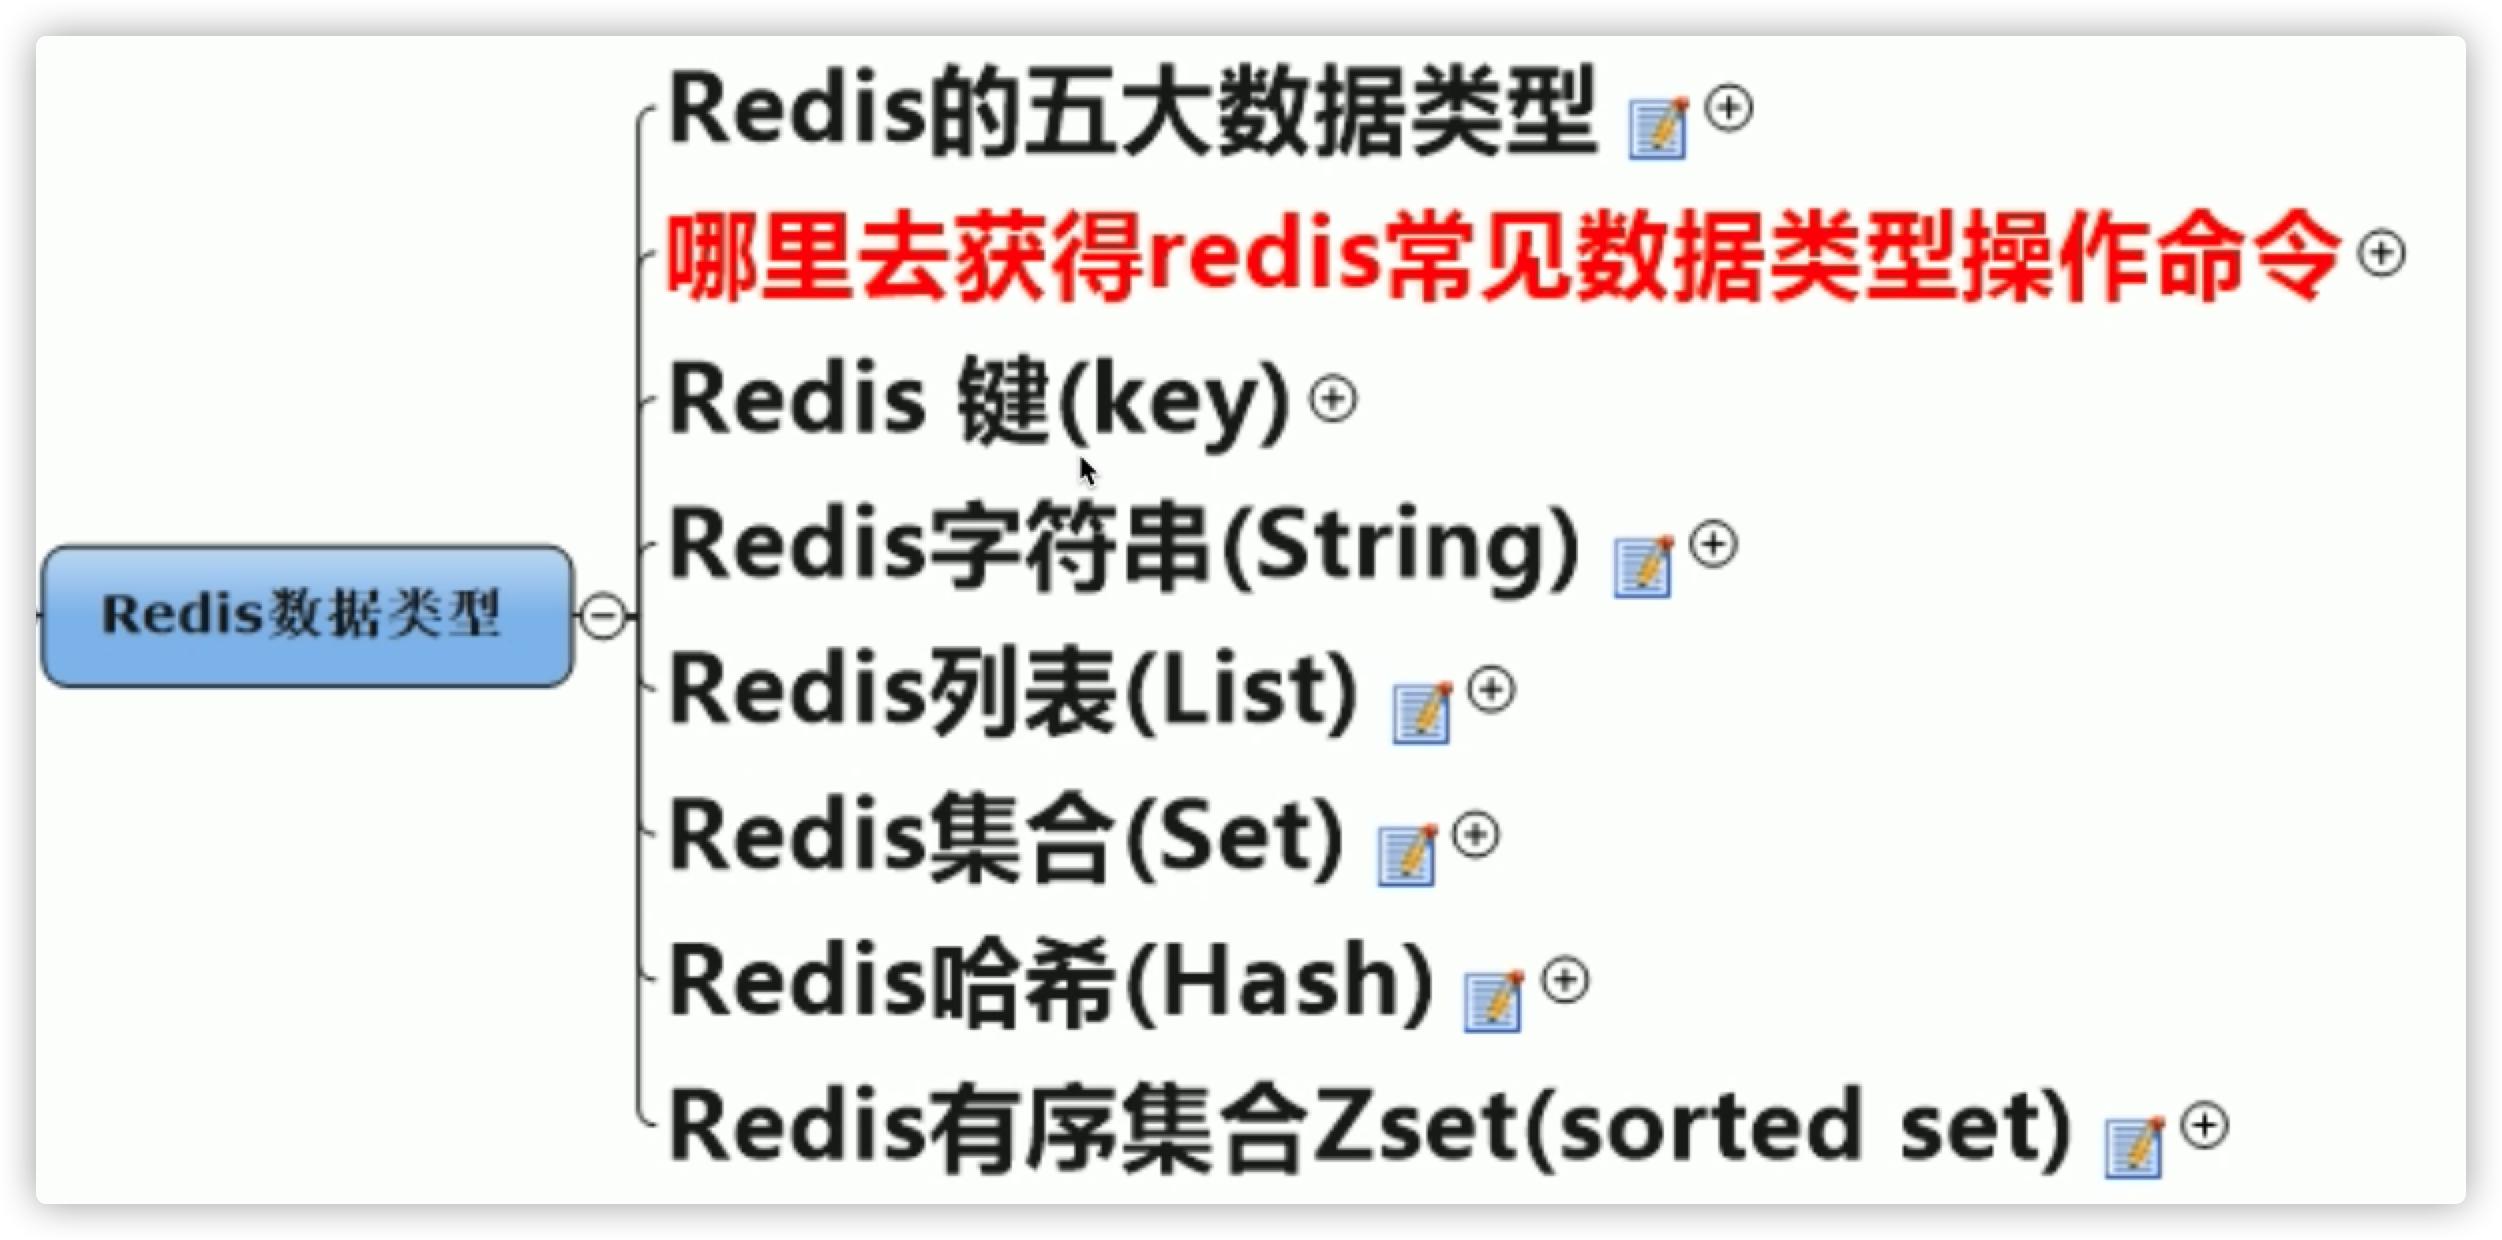 Redis的五大数据类型
哪里去获得redis常见数据类型操作命令
Redis 键(key)
Redis字符串(String)
Redis数据类型
Redis列表(List)
Redis集合(Set)
Redis哈希(Hash)
Redis有序集合Zset(sorted set)